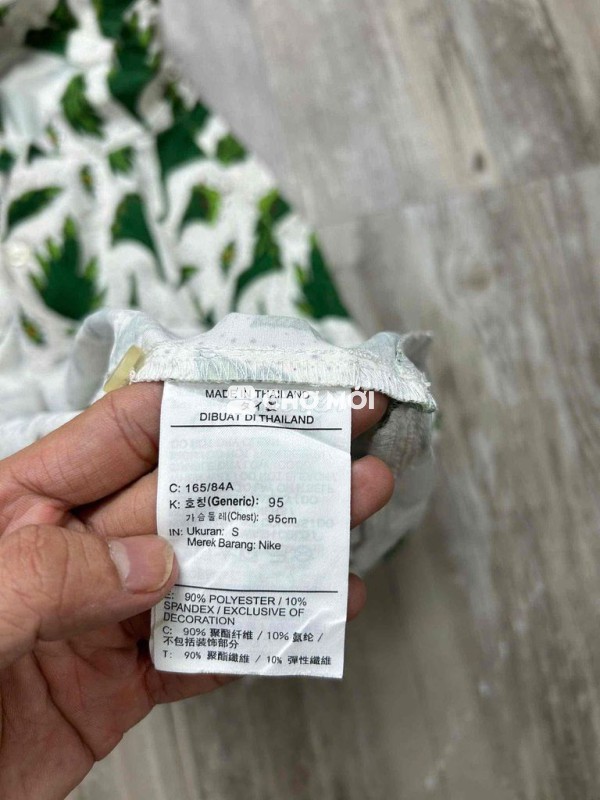 MADE IN THAILAND
CHỢ TỐT
DIBUAT DI THAILAND
C: 165/84A
K: 호칭(Generic): 95
가슴둘레(Chest): 95cm
IN: Ukuran: S
Merek Barang: Nike
E: 90% POLYESTER / 10%
SPANDEX / EXCLUSIVE OF
DECORATION
C: 90% 聚酯纤维 / 10% 氨纶 /
不包括装饰部分
T: 90% 聚酯纖維 / 10% 彈性纖維